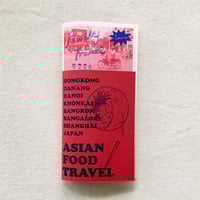 HONGKONG
DANANG
HANOI
KHONKAEN
BANGKOK
BANGALORE
SHANGHAI
JAPAN
ASIAN
FOOD
TRAVEL